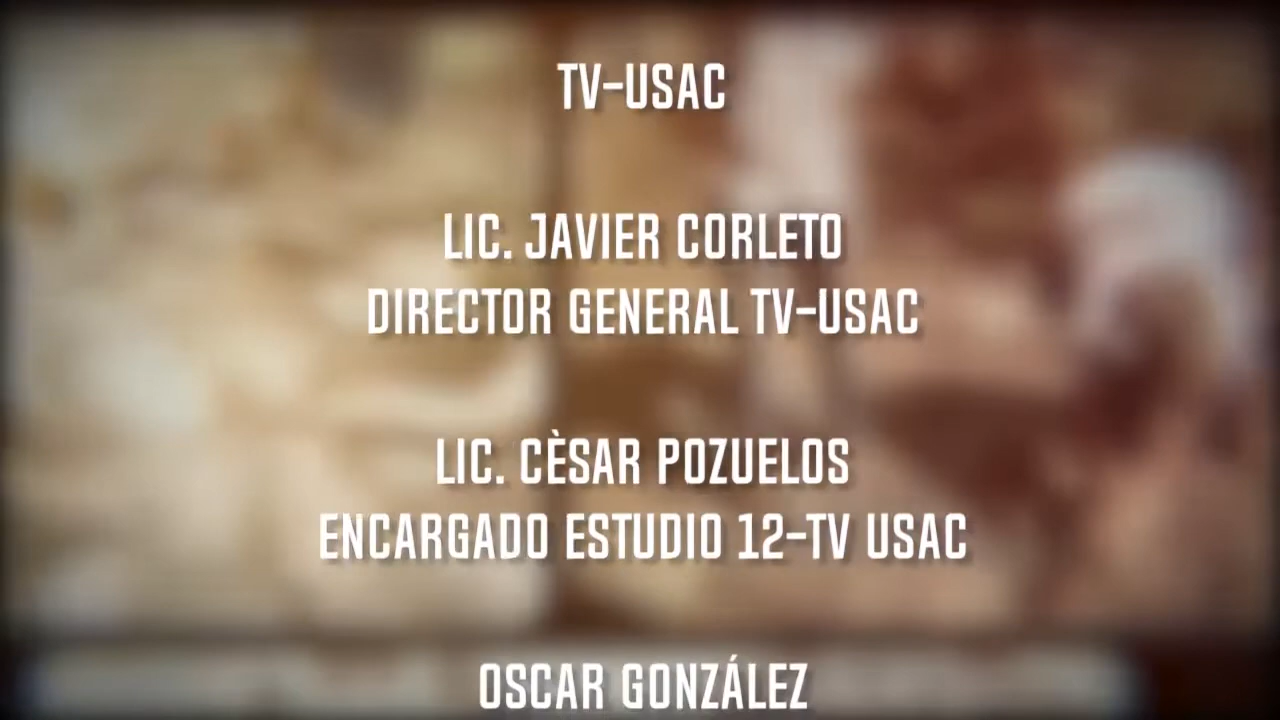 TV-USAC
LIC. JAVIER CORLETO
DIRECTOR GENERAL TV-USAC
LIC. CÈSAR POZUELOS
ENCARGADO ESTUDIO 12-TV USAC
OSCAR GONZÁLEZ